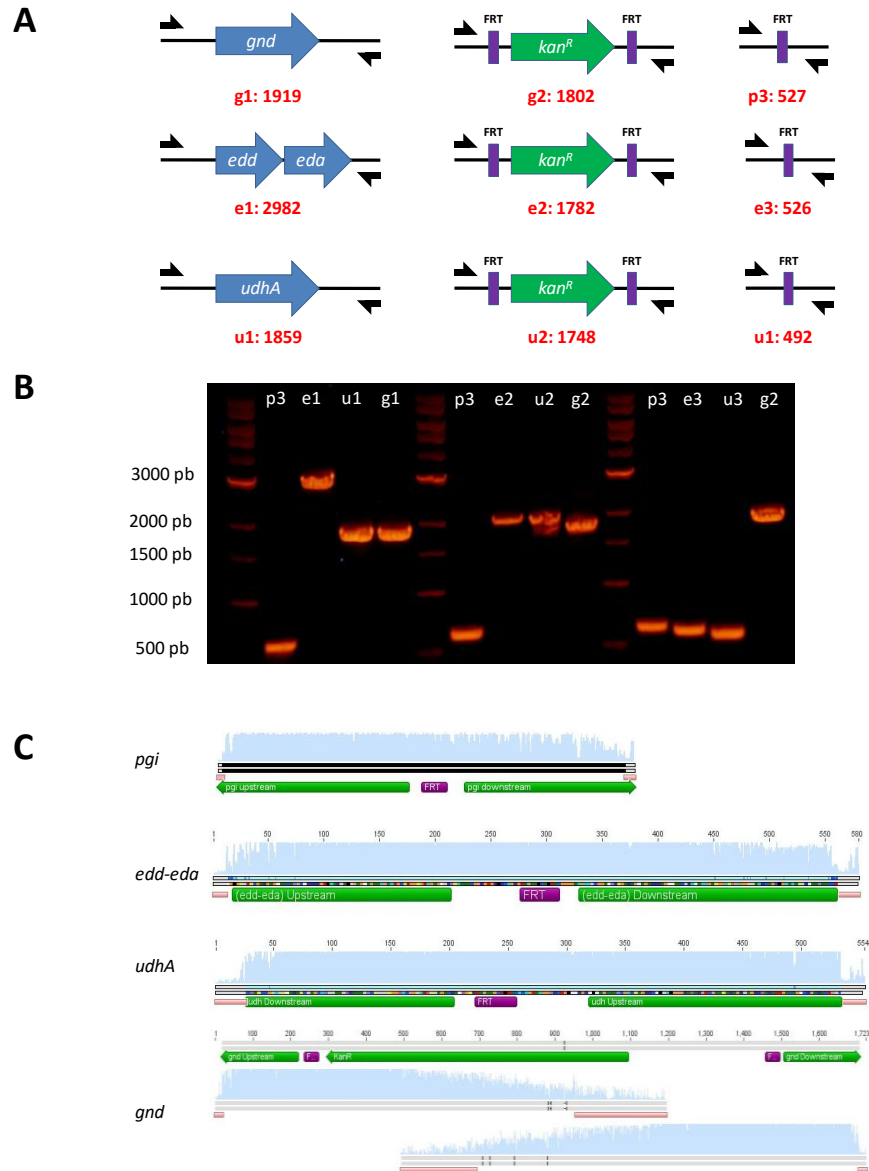 A
gnd
g1: 1919
FRT FRT
kanR
g2: 1802
FRT
p3: 527
edd eda
e1: 2982
FRT FRT
kanR
e2: 1782
FRT
e3: 526
udhA
u1: 1859
FRT FRT
kanR
u2: 1748
FRT
u1: 492
B
p3 e1 u1 g1 p3 e2 u2 g2 p3 e3 u3 g2
3000 pb
2000 pb
1500 pb
1000 pb
500 pb
C
pgi
pgi upstream FRT pgi downstream
1 50 100 150 200 250 300 350 400 450 500 560 580
edd-eda
(edd-eda) Upstream FRT (edd-eda) Downstream
1 50 100 150 200 250 300 350 400 450 500 554
udhA
udh Downstream FRT udh Upstream
1 100 200 300 400 500 600 700 800 900 1,000 1,100 1,200 1,300 1,400 1,500 1,600 1,723
gnd Upstream F... KanR F... gnd Downstream
gnd